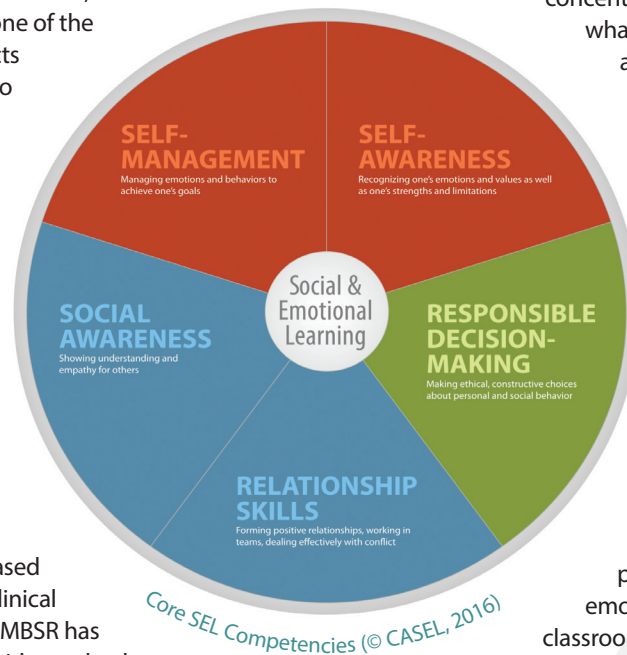 one of the
concent
cts
wha
o
a
SELF-
MANAGEMENT
Managing emotions and behaviors to
achieve one's goals
SELF-
AWARENESS
Recognizing one's emotions and values as well
as one's strengths and limitations
Social &
Emotional
Learning
SOCIAL
AWARENESS
Showing understanding and
empathy for others
RESPONSIBLE
DECISION-
MAKING
Making ethical, constructive choices
about personal and social behavior
RELATIONSHIP
SKILLS
Forming positive relationships, working in
teams, dealing effectively with conflict
Core SEL Competencies (© CASEL, 2016)
ased
linical
MBSR has
p
emo
classroo